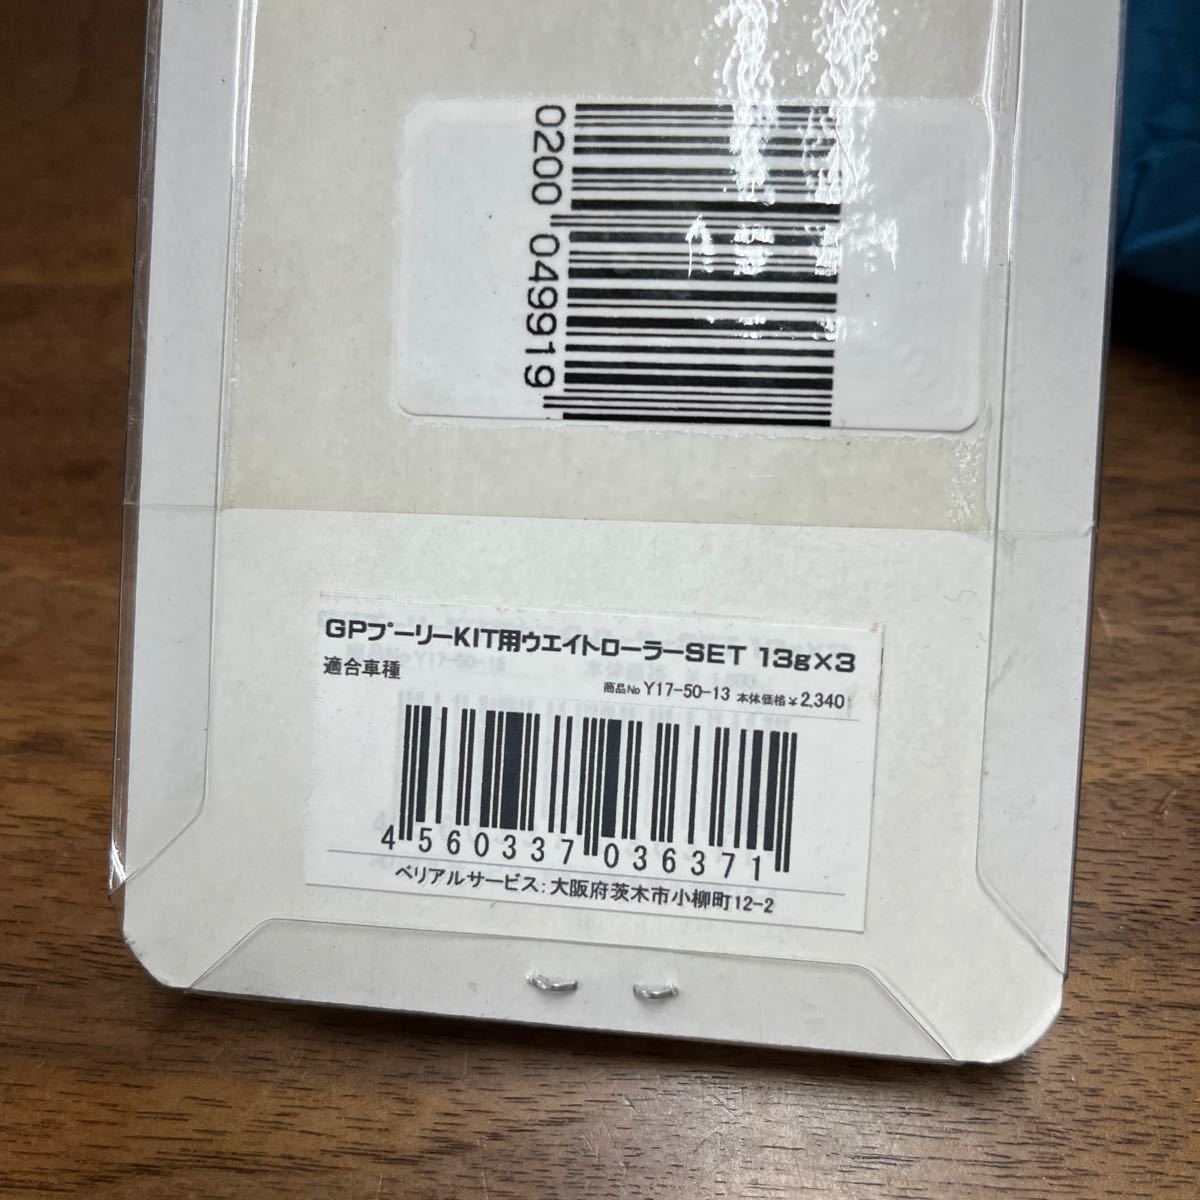 0200 049919
GPプーリーKIT用ウエイトローラーSET 13g×3
適合車種
商品No Y17-50-13 本体価格¥2,340
4560337036371
ベリアルサービス:大阪府茨木市小柳町12-2